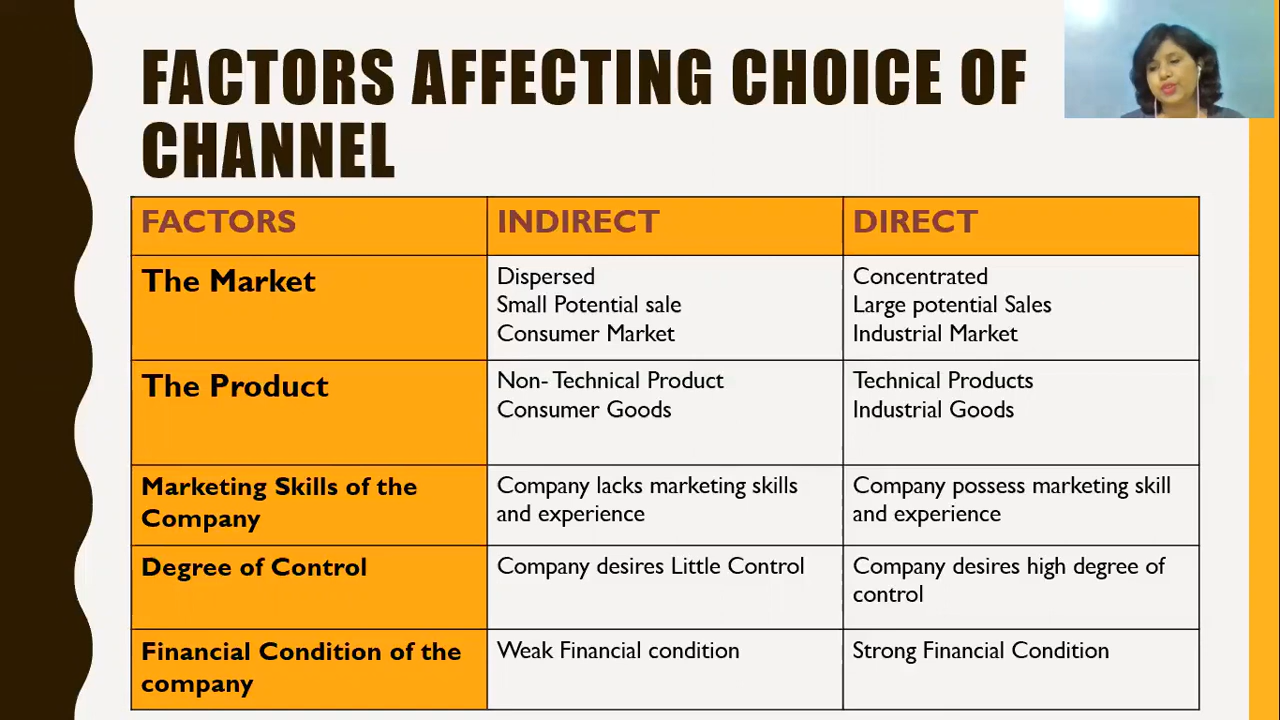 FACTORS AFFECTING CHOICE OF
CHANNEL
FACTORS
INDIRECT
DIRECT
The Market
Dispersed
Small Potential sale
Consumer Market
Concentrated
Large potential Sales
Industrial Market
The Product
Non- Technical Product
Consumer Goods
Technical Products
Industrial Goods
Marketing Skills of the
Company
Company lacks marketing skills
and experience
Company possess marketing skill
and experience
Degree of Control
Company desires Little Control
Company desires high degree of
control
Financial Condition of the
company
Weak Financial condition
Strong Financial Condition